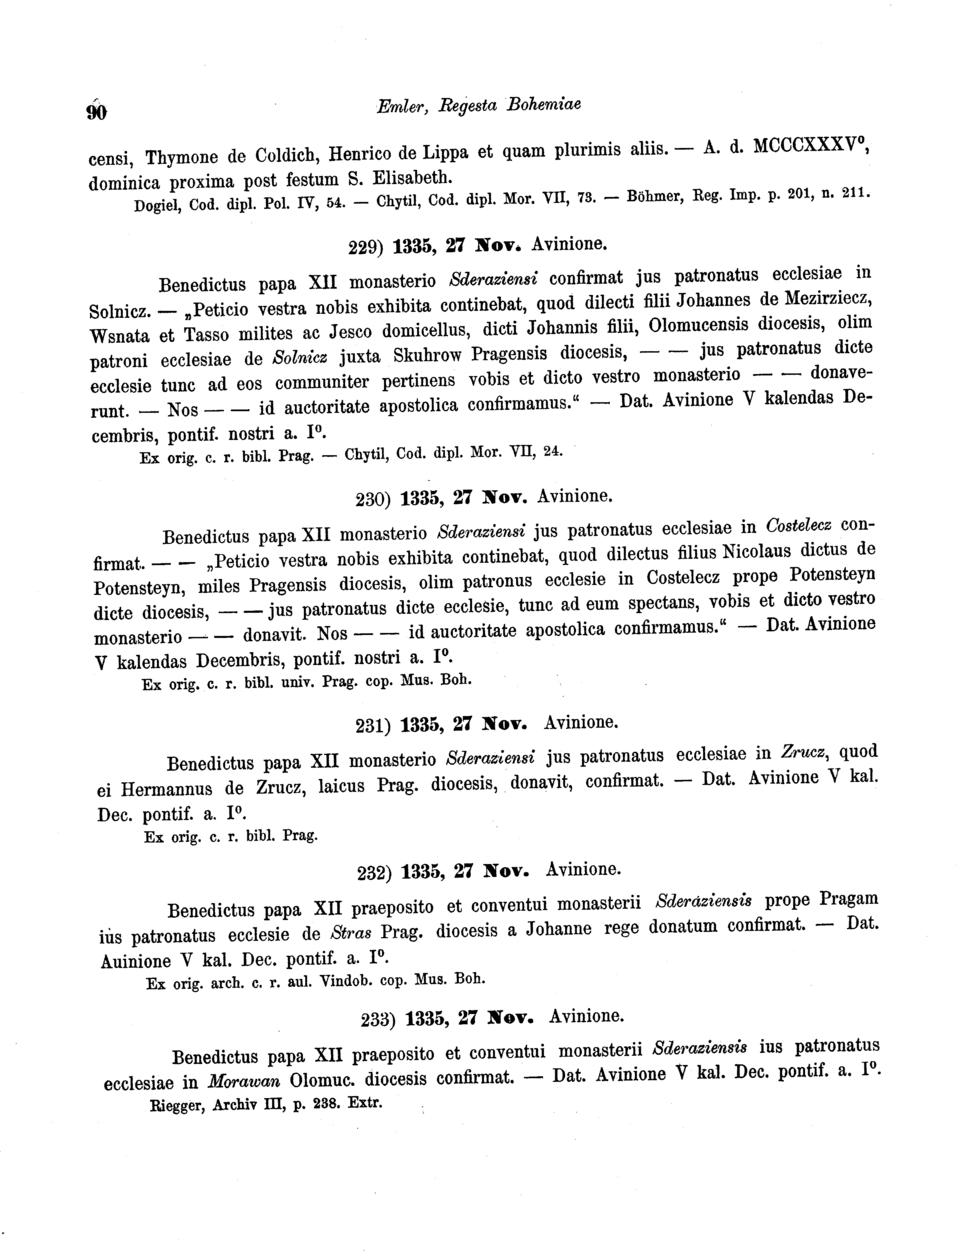 90 Emler, Regesta Bohemiae
censi, Thymone de Coldich, Henrico de Lippa et quam plurimis aliis. — A. d. MCCCXXXV⁰,
dominica proxima post festum S. Elisabeth.
Dogiel, Cod. dipl. Pol. IV, 54. — Chytil, Cod. dipl. Mor. VII, 73. — Böhmer, Reg. Imp. p. 201, n. 211.
229) 1335, 27 Nov. Avinione.
Benedictus papa XII monasterio Sderaziensi confirmat jus patronatus ecclesiae in
Solnicz. — „Peticio vestra nobis exhibita continebat, quod dilecti filii Johannes de Mezirziecz,
Wsnata et Tasso milites ac Jesco domicellus, dicti Johannis filii, Olomucensis diocesis, olim
patroni ecclesiae de Solnicz juxta Skuhrow Pragensis diocesis, — — jus patronatus dicte
ecclesie tunc ad eos communiter pertinens vobis et dicto vestro monasterio — — donave-
runt. — Nos — — id auctoritate apostolica confirmamus.“ — Dat. Avinione V kalendas De-
cembris, pontif. nostri a. I⁰.
Ex orig. c. r. bibl. Prag. — Chytil, Cod. dipl. Mor. VII, 24.
230) 1335, 27 Nov. Avinione.
Benedictus papa XII monasterio Sderaziensi jus patronatus ecclesiae in Costelecz con-
firmat. — — „Peticio vestra nobis exhibita continebat, quod dilectus filius Nicolaus dictus de
Potensteyn, miles Pragensis diocesis, olim patronus ecclesie in Costelecz prope Potensteyn
dicte diocesis, — — jus patronatus dicte ecclesie, tunc ad eum spectans, vobis et dicto vestro
monasterio — — donavit. Nos — — id auctoritate apostolica confirmamus.“ — Dat. Avinione
V kalendas Decembris, pontif. nostri a. I⁰.
Ex orig. c. r. bibl. univ. Prag. cop. Mus. Boh.
231) 1335, 27 Nov. Avinione.
Benedictus papa XII monasterio Sderaziensi jus patronatus ecclesiae in Zrucz, quod
ei Hermannus de Zrucz, laicus Prag. diocesis, donavit, confirmat. — Dat. Avinione V kal.
Dec. pontif. a. I⁰.
Ex orig. c. r. bibl. Prag.
232) 1335, 27 Nov. Avinione.
Benedictus papa XII praeposito et conventui monasterii Sderaziensis prope Pragam
ius patronatus ecclesie de Stras Prag. diocesis a Johanne rege donatum confirmat. — Dat.
Auinione V kal. Dec. pontif. a. I⁰.
Ex orig. arch. c. r. aul. Vindob. cop. Mus. Boh.
233) 1335, 27 Nov. Avinione.
Benedictus papa XII praeposito et conventui monasterii Sderaziensis ius patronatus
ecclesiae in Morawan Olomuc. diocesis confirmat. — Dat. Avinione V kal. Dec. pontif. a. I⁰.
Riegger, Archiv III, p. 238. Extr.